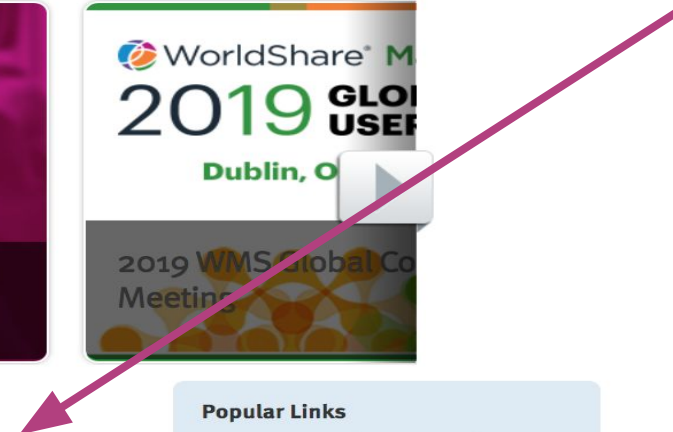 WorldShare® M
2019 GLO
USER
Dublin, O
2019 WMS Global Co
Meeting
Popular Links